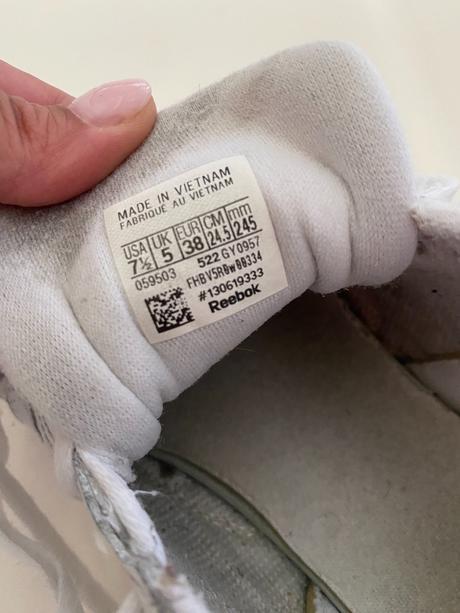 MADE IN VIETNAM
FABRIQUÉ AU VIETNAM
USA UK EUR CM mm
7½ 5 38 24.5 245
059503 522 GY0957
FHBV5R0w08334
#130619333
Reebok